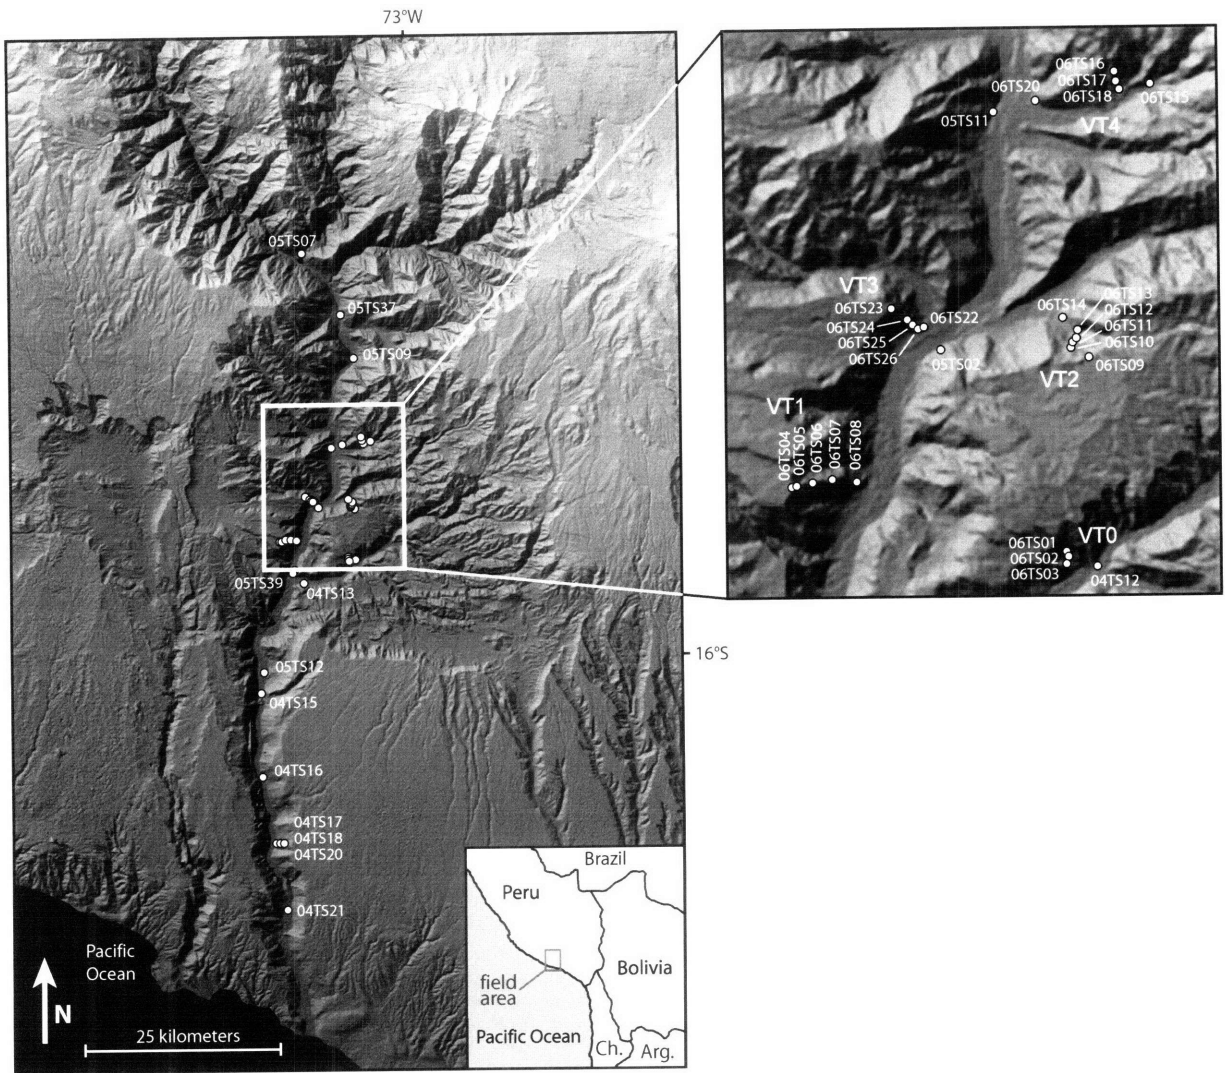 73°W
05TS07
05TS37
05TS09
05TS39
04TS13
16°S
05TS12
04TS15
04TS16
04TS17
04TS18
04TS20
04TS21
Pacific
Ocean
N
25 kilometers
Brazil
Peru
Bolivia
field
area
Pacific Ocean
Ch.
Arg.
06TS16
06TS17
06TS18
06TS15
06TS20
05TS11
VT4
VT3
06TS23
06TS24
06TS25
06TS26
06TS22
05TS02
06TS14
06TS13
06TS12
06TS11
06TS10
06TS09
VT2
VT1
06TS04
06TS05
06TS06
06TS07
06TS08
VT0
06TS01
06TS02
06TS03
04TS12